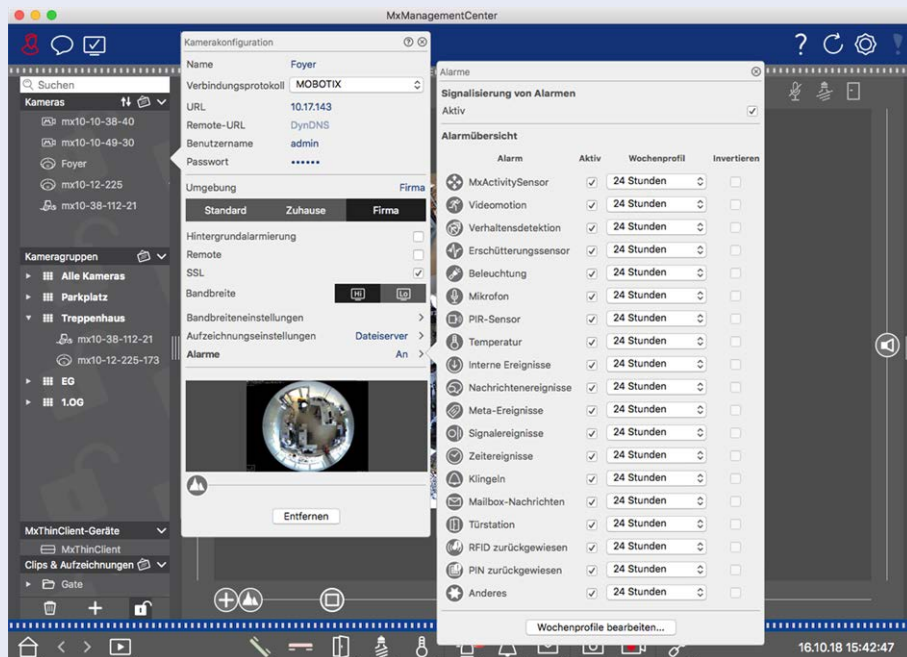 MxManagementCenter
Suchen
Kameras
mx10-10-38-40
mx10-10-49-30
Foyer
mx10-12-225
mx10-38-112-21
Kameragruppen
Alle Kameras
Parkplatz
Treppenhaus
mx10-38-112-21
mx10-12-225-173
EG
1.OG
MxThinClient-Geräte
MxThinClient
Clips & Aufzeichnungen
Gate
Kamerakonfiguration
Name Foyer
Verbindungsprotokoll MOBOTIX
URL 10.17.143
Remote-URL DynDNS
Benutzername admin
Passwort ••••••
Umgebung Firma
Standard Zuhause Firma
Hintergrundalarmierung
Remote
SSL
Bandbreite Hi Lo
Bandbreiteneinstellungen
Aufzeichnungseinstellungen Dateiserver
Alarme An
Entfernen
Alarme
Signalisierung von Alarmen
Aktiv
Alarmübersicht
Alarm Aktiv Wochenprofil Invertieren
MxActivitySensor 24 Stunden
Videomotion 24 Stunden
Verhaltensdetektion 24 Stunden
Erschütterungssensor 24 Stunden
Beleuchtung 24 Stunden
Mikrofon 24 Stunden
PIR-Sensor 24 Stunden
Temperatur 24 Stunden
Interne Ereignisse 24 Stunden
Nachrichtenereignisse 24 Stunden
Meta-Ereignisse 24 Stunden
Signalereignisse 24 Stunden
Zeitereignisse 24 Stunden
Klingeln 24 Stunden
Mailbox-Nachrichten 24 Stunden
Türstation 24 Stunden
RFID zurückgewiesen 24 Stunden
PIN zurückgewiesen 24 Stunden
Anderes 24 Stunden
Wochenprofile bearbeiten...
16.10.18 15:42:47